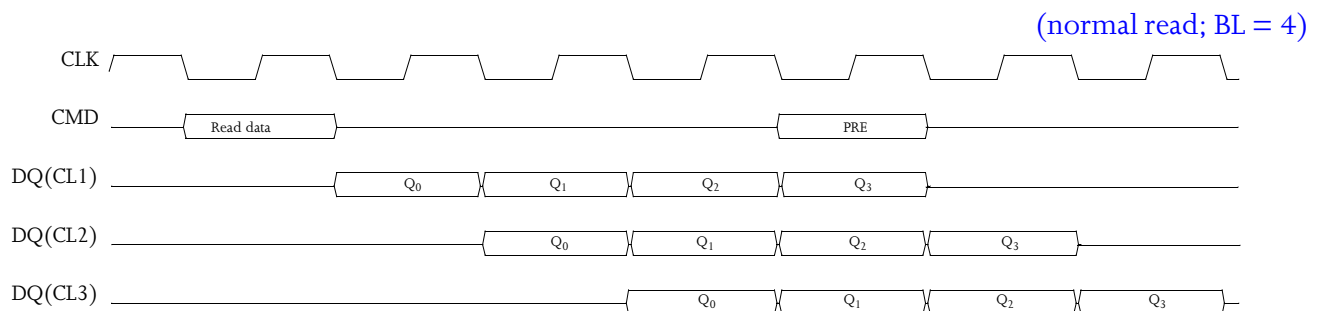 (normal read; BL = 4)
CLK
CMD Read data PRE
DQ(CL1) Q₀ Q₁ Q₂ Q₃
DQ(CL2) Q₀ Q₁ Q₂ Q₃
DQ(CL3) Q₀ Q₁ Q₂ Q₃